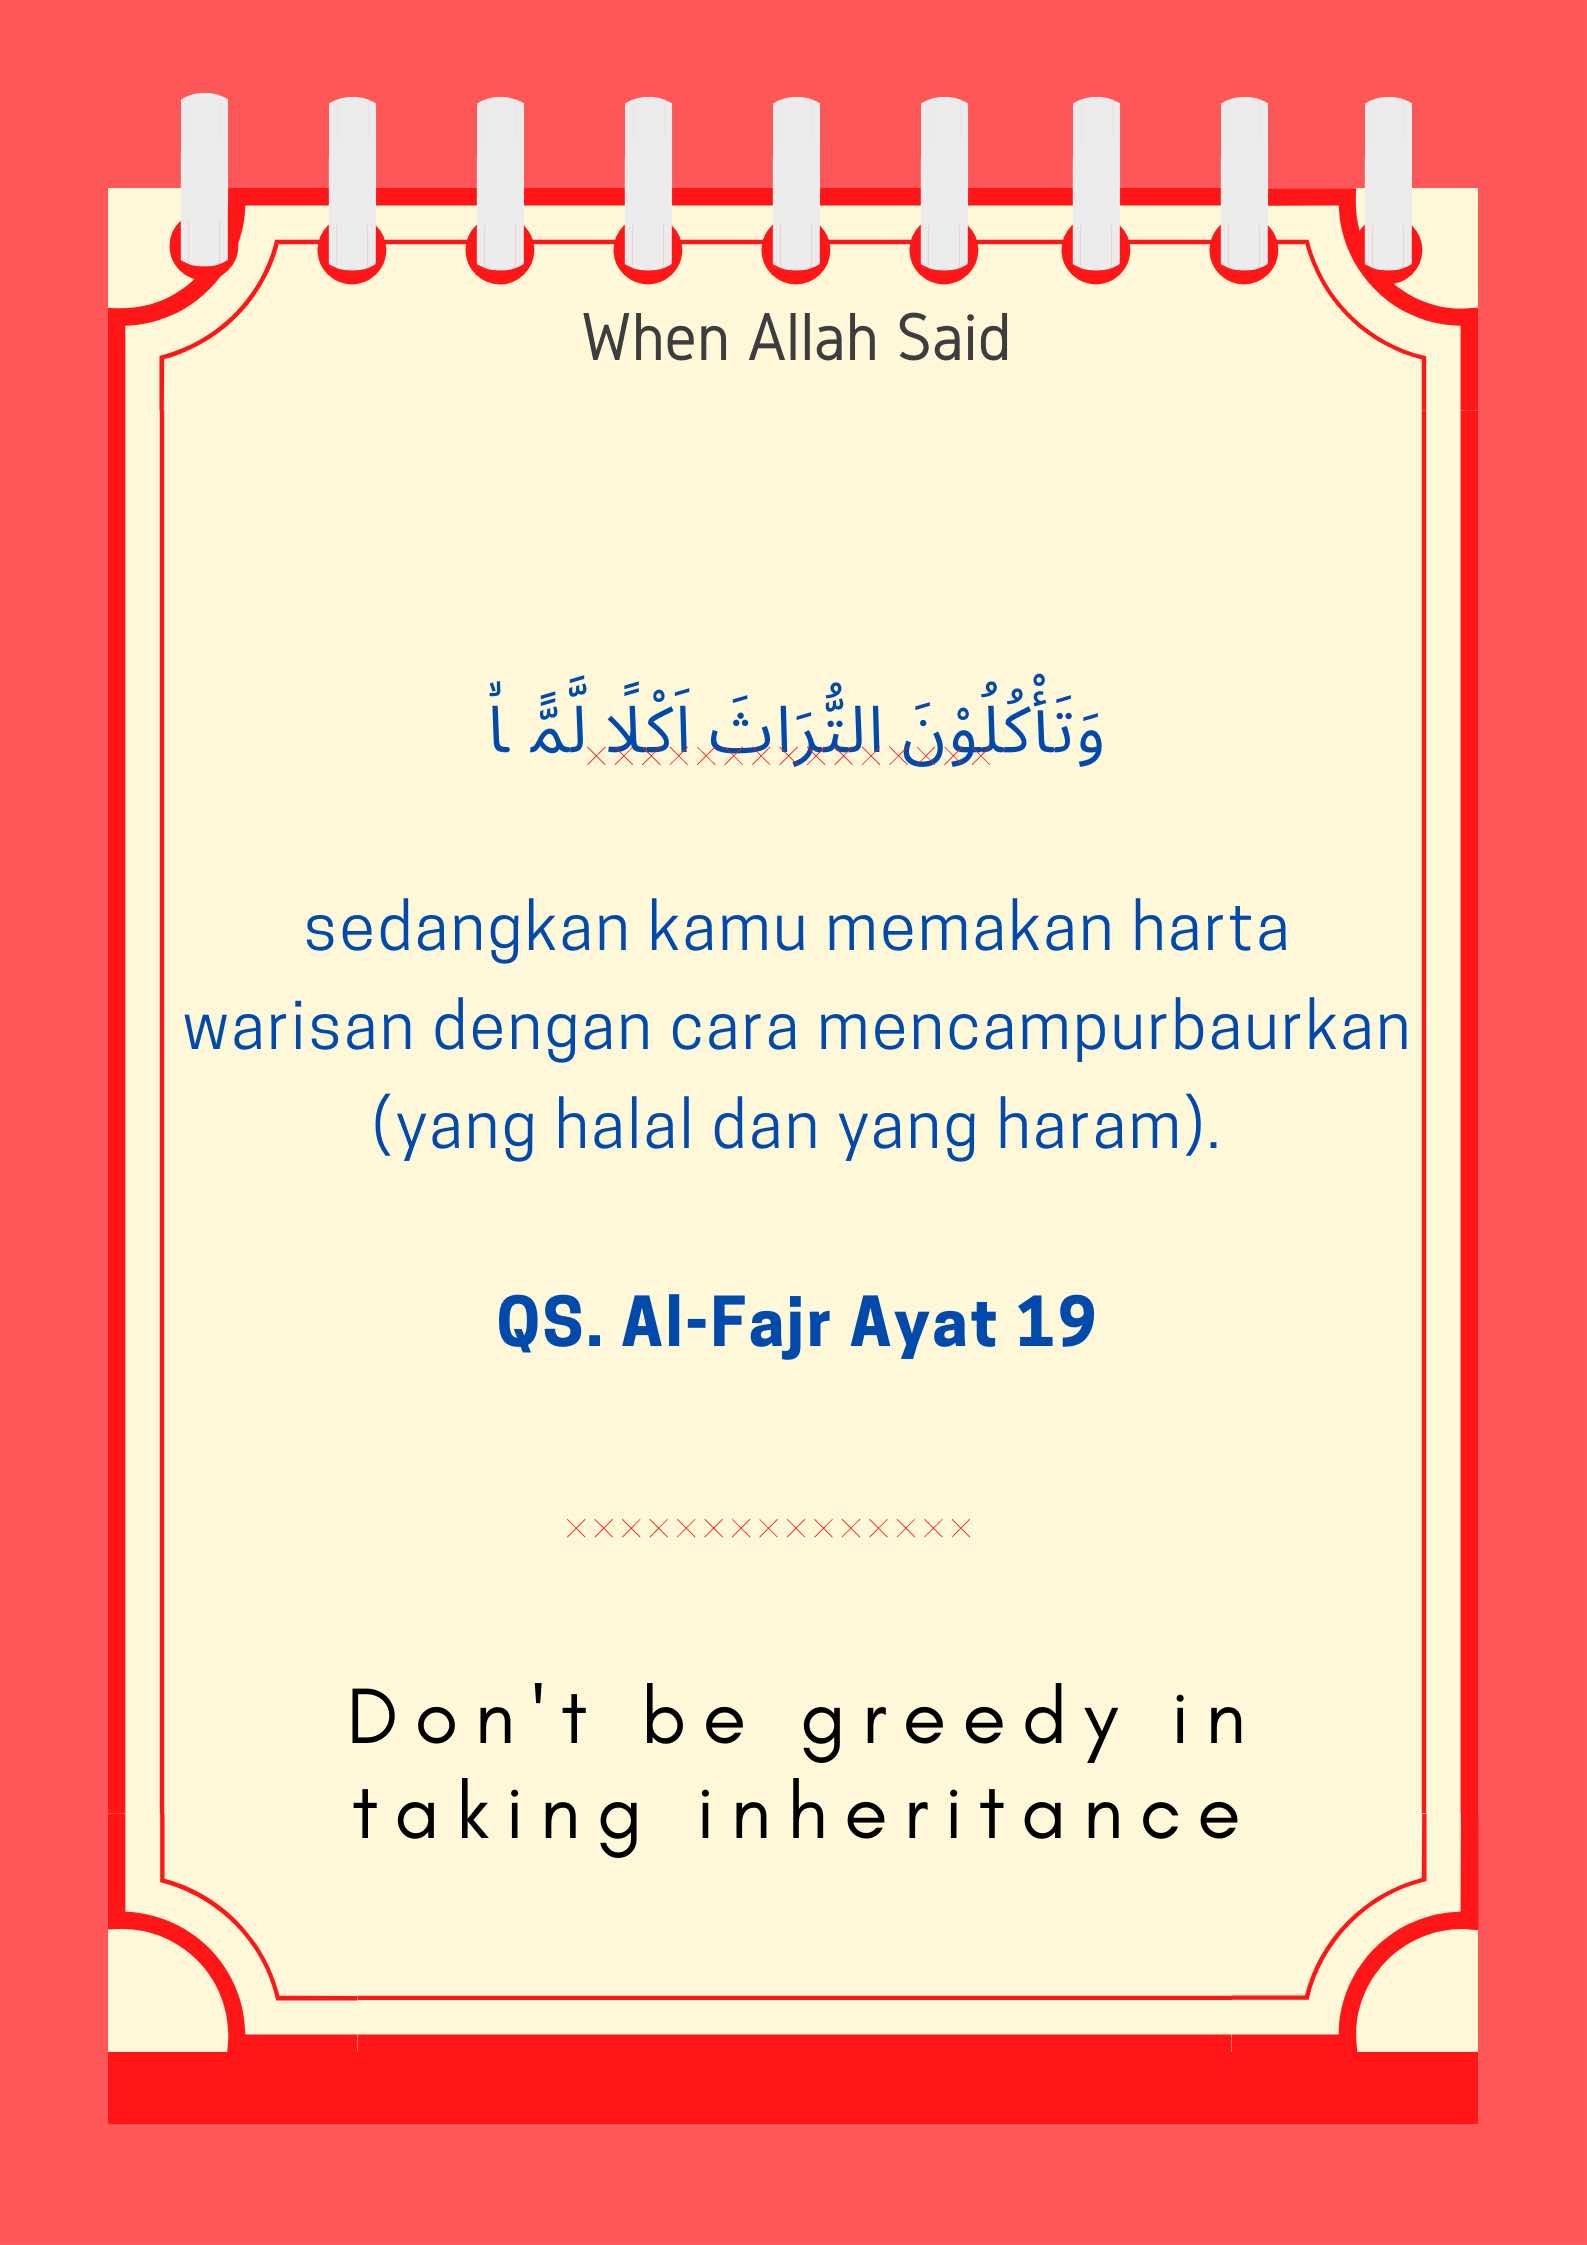 When Allah Said
وَتَأْكُلُوْنَ التُّرَاثَ اَكْلًا لَّمًّ اۙ
sedangkan kamu memakan harta
warisan dengan cara mencampurbaurkan
(yang halal dan yang haram).
QS. Al-Fajr Ayat 19
Don't be greedy in
taking inheritance